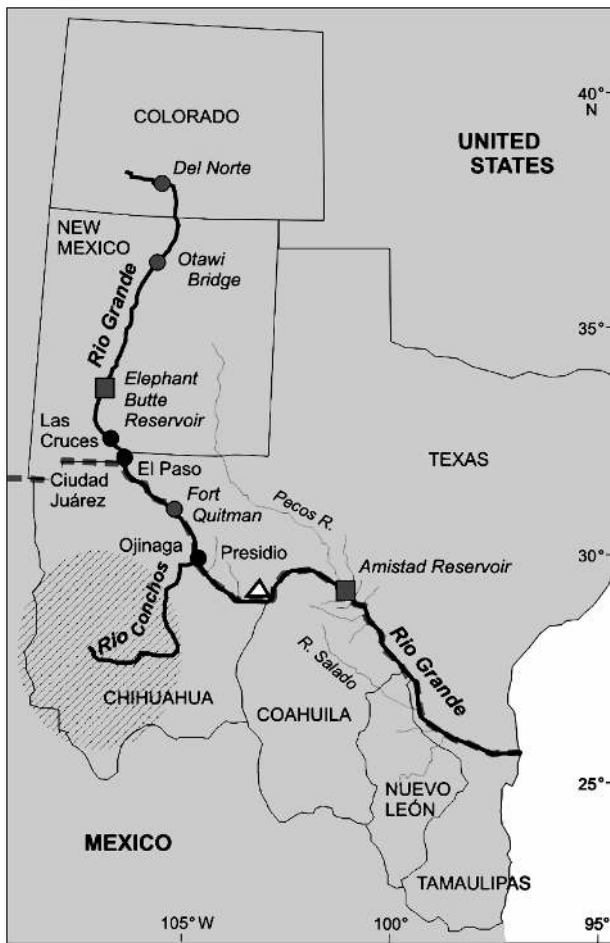 40°
N
COLORADO
UNITED
STATES
Del Norte
NEW
MEXICO
Otawi
Bridge
Rio Grande
35°
Elephant
Butte
Reservoir
Las
Cruces
El Paso
TEXAS
Ciudad
Juárez
Fort
Quitman
Pecos R.
Ojinaga
Presidio
30°
Amistad Reservoir
Rio Conchos
Rio Grande
R. Salado
CHIHUAHUA
COAHUILA
25°
NUEVO
LEÓN
MEXICO
TAMAULIPAS
105°W
100°
95°